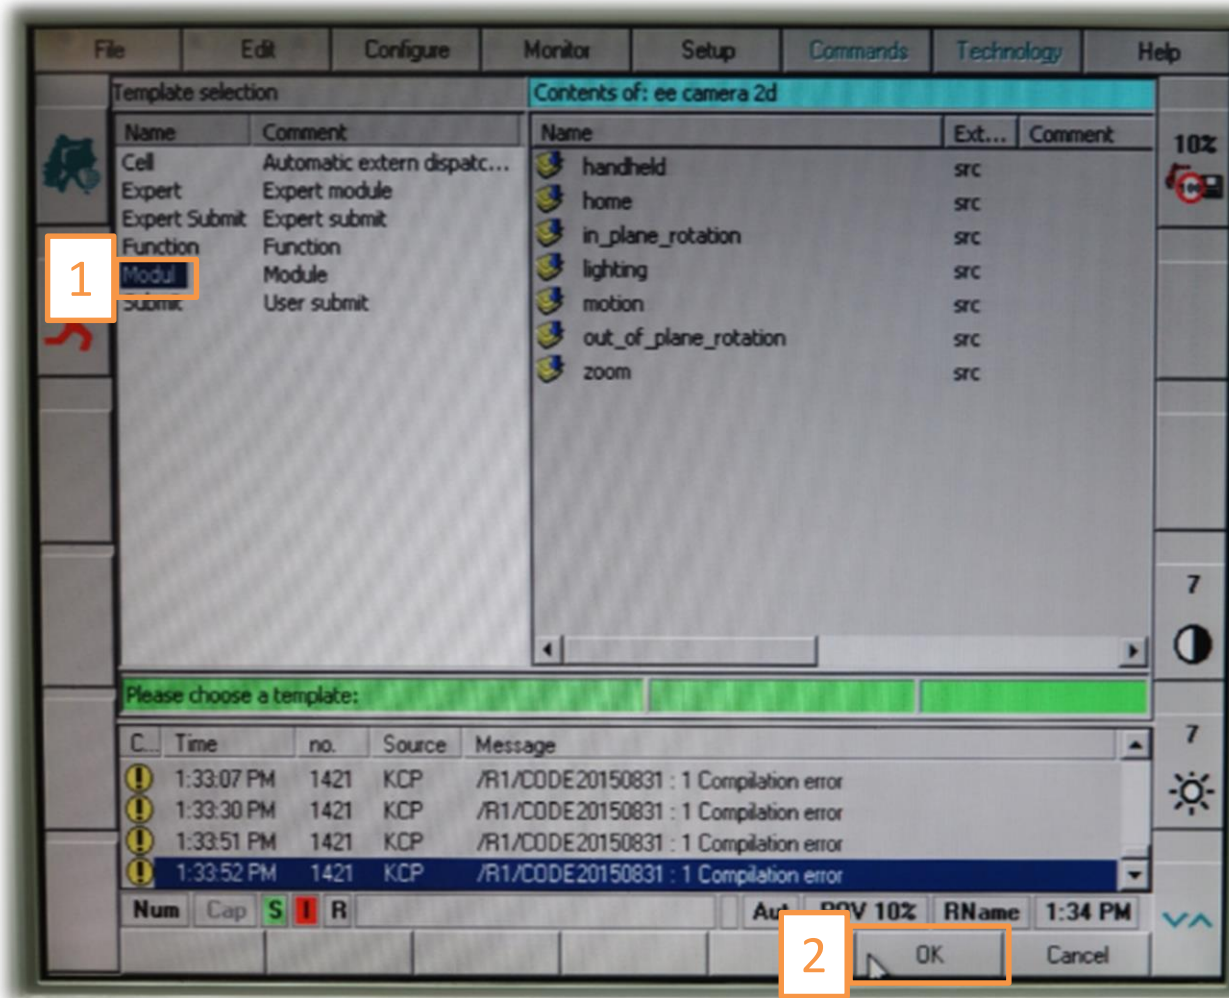 File Edit Configure Monitor Setup Commands Technology Help
Template selection Contents of: ee camera 2d
Name Comment Name Ext... Comment
Cell Automatic extern dispatc... handheld src
Expert Expert module home src
Expert Submit Expert submit in_plane_rotation src
Function Function lighting src
Modul Module motion src
Submit User submit out_of_plane_rotation src
zoom src
1
10%
100
7
7
Please choose a template:
C... Time no. Source Message
1:33:07 PM 1421 KCP /R1/CODE20150831 : 1 Compilation error
1:33:30 PM 1421 KCP /R1/CODE20150831 : 1 Compilation error
1:33:51 PM 1421 KCP /R1/CODE20150831 : 1 Compilation error
1:33:52 PM 1421 KCP /R1/CODE20150831 : 1 Compilation error
Num Cap S I R POV 10% RName 1:34 PM
2 OK Cancel